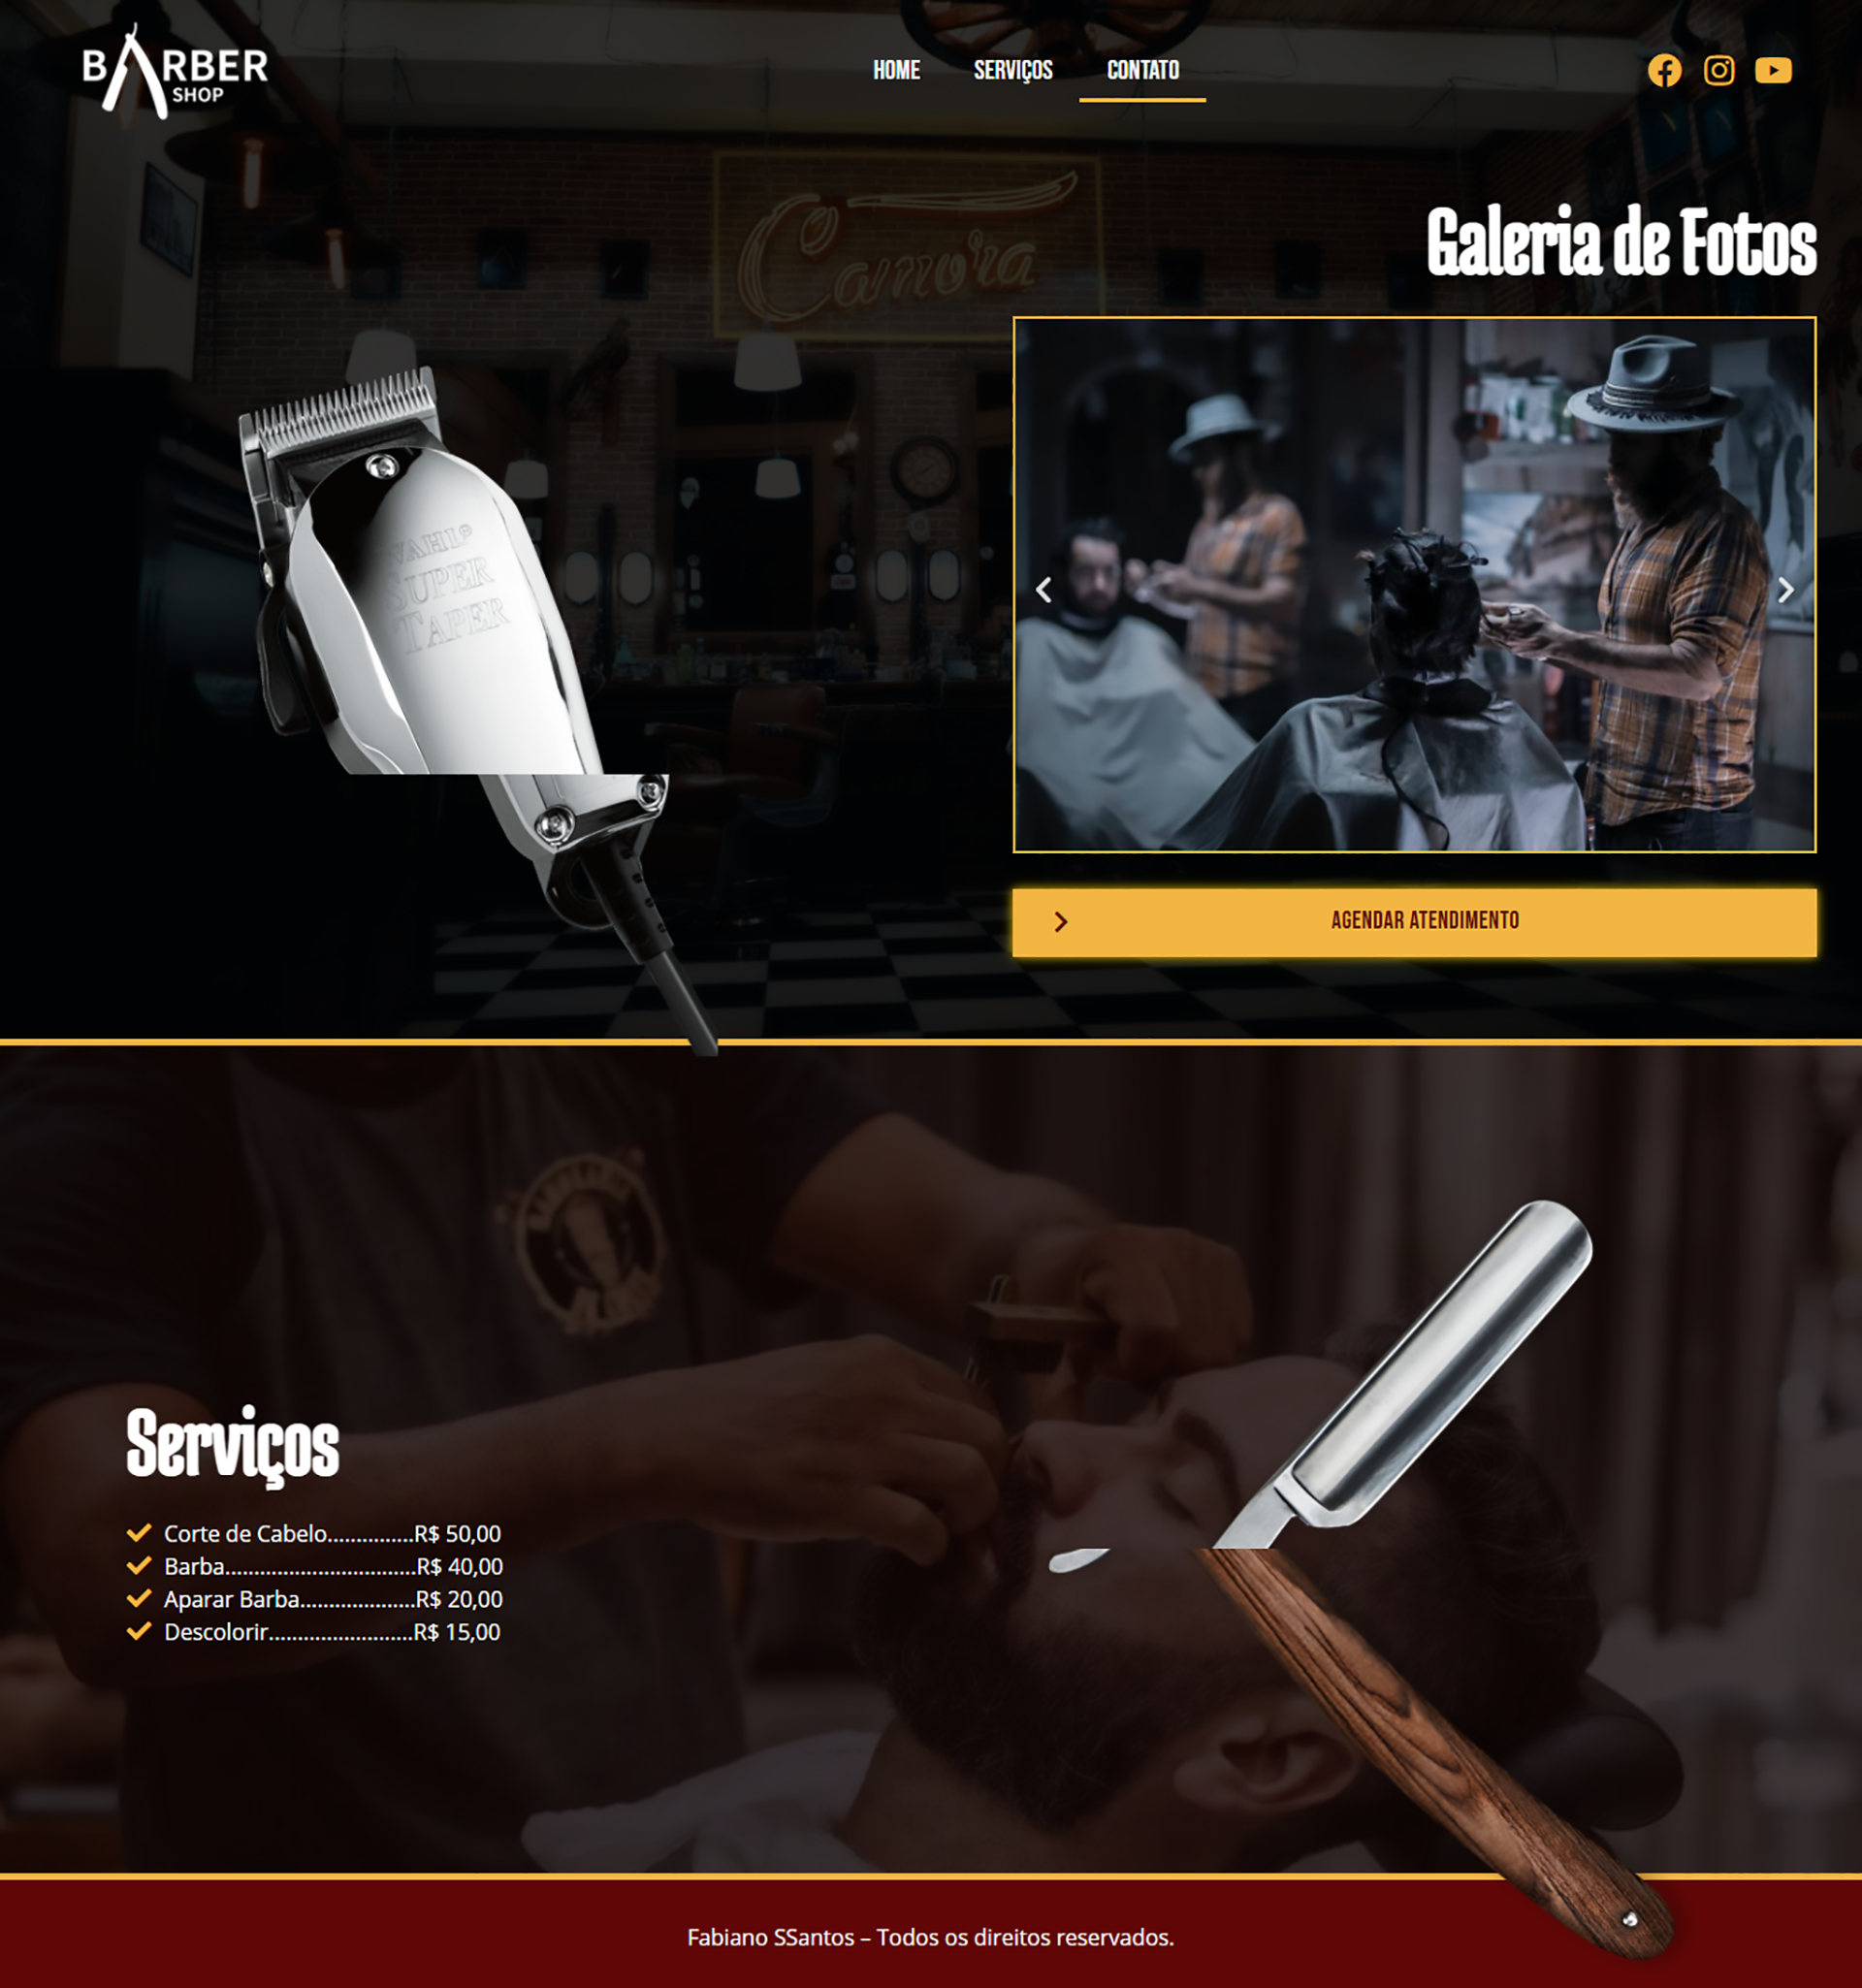 BARBER
SHOP
HOME SERVIÇOS CONTATO
Camora
Galeria de Fotos
WAHL®
SUPER
TAPER
AGENDAR ATENDIMENTO
Serviços
Corte de Cabelo...............R$ 50,00
Barba.................................R$ 40,00
Aparar Barba....................R$ 20,00
Descolorir.........................R$ 15,00
Fabiano SSantos – Todos os direitos reservados.